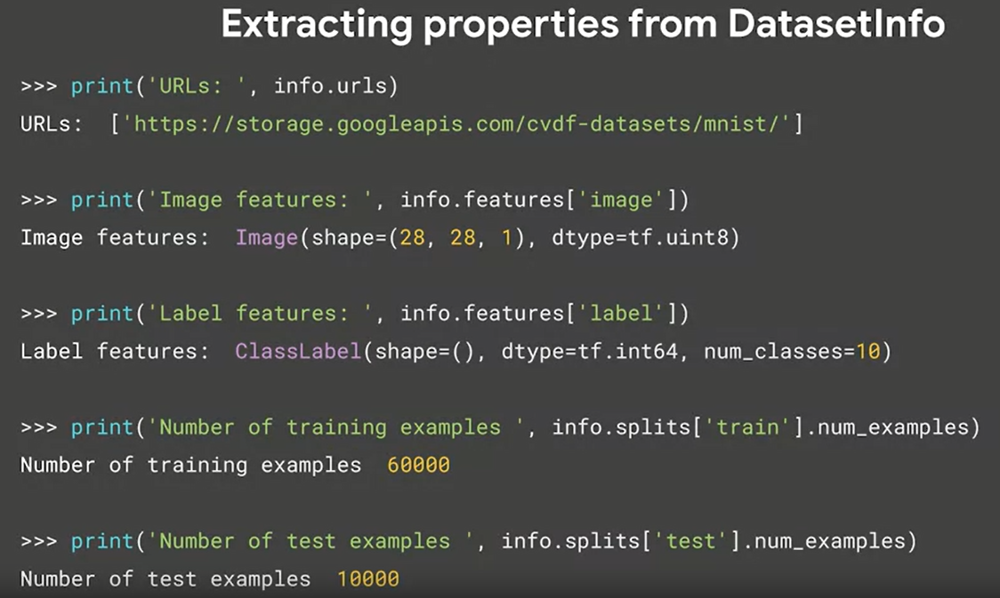 Extracting properties from DatasetInfo
>>> print('URLs: ', info.urls)
URLs:  ['https://storage.googleapis.com/cvdf-datasets/mnist/']
>>> print('Image features: ', info.features['image'])
Image features:  Image(shape=(28, 28, 1), dtype=tf.uint8)
>>> print('Label features: ', info.features['label'])
Label features:  ClassLabel(shape=(), dtype=tf.int64, num_classes=10)
>>> print('Number of training examples ', info.splits['train'].num_examples)
Number of training examples  60000
>>> print('Number of test examples ', info.splits['test'].num_examples)
Number of test examples  10000